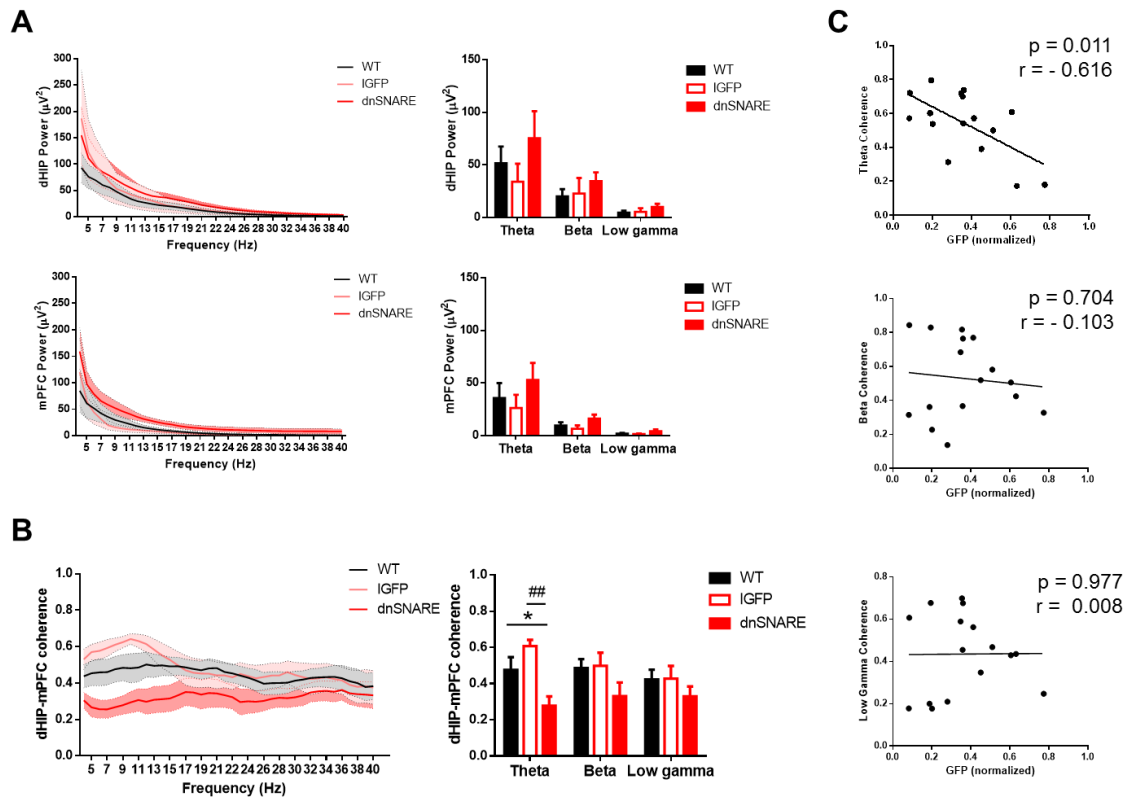 A
dHIP Power (µV2)
300
250
200
150
100
50
0
5 7 9 11 13 15 17 19 21 22 24 26 28 30 32 34 36 38 40
Frequency (Hz)
WT
IGFP
dnSNARE
dHIP Power (µV2)
150
100
50
0
Theta Beta Low gamma
WT
IGFP
dnSNARE
mPFC Power (µV2)
300
250
200
150
100
50
0
5 7 9 11 13 15 17 19 21 22 24 26 28 30 32 34 36 38 40
Frequency (Hz)
WT
IGFP
dnSNARE
mPFC Power (µV2)
150
100
50
0
Theta Beta Low gamma
WT
IGFP
dnSNARE
B
dHIP-mPFC coherence
1.0
0.8
0.6
0.4
0.2
0.0
5 7 9 11 13 15 17 19 21 22 24 26 28 30 32 34 36 38 40
Frequency (Hz)
WT
IGFP
dnSNARE
dHIP-mPFC coherence
1.0
0.8
0.6
0.4
0.2
0.0
##
*
Theta Beta Low gamma
WT
IGFP
dnSNARE
C
p = 0.011
r = - 0.616
Theta Coherence
1.0
0.8
0.6
0.4
0.2
0.0
0.0 0.2 0.4 0.6 0.8 1.0
GFP (normalized)
p = 0.704
r = - 0.103
Beta Coherence
1.0
0.8
0.6
0.4
0.2
0.0
0.0 0.2 0.4 0.6 0.8 1.0
GFP (normalized)
p = 0.977
r = 0.008
Low Gamma Coherence
0.8
0.6
0.4
0.2
0.0
0.0 0.2 0.4 0.6 0.8 1.0
GFP (normalized)